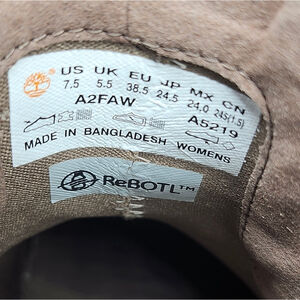 US UK EU JP MX CN
7.5 5.5 38.5 24.5 24.0 245(1.5)
A2FAW A5219
MADE IN BANGLADESH WOMENS
ReBOTL™